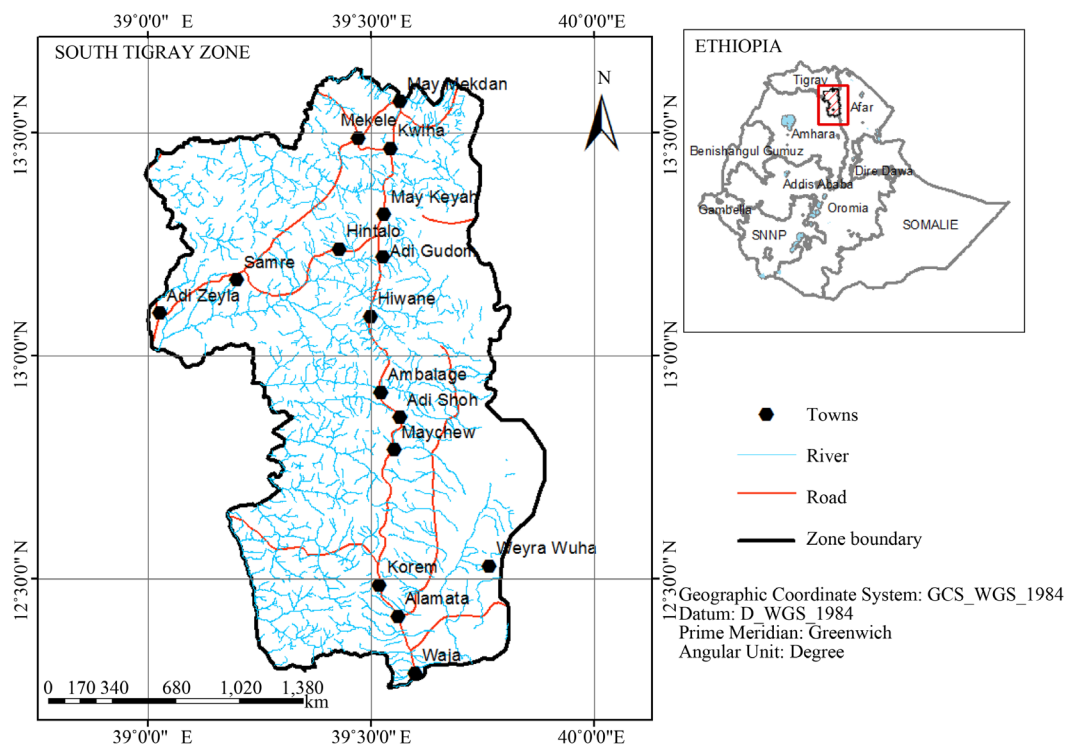 39°0'0"E 39°30'0"E 40°00'0"E
SOUTH TIGRAY ZONE
N
13°30'0"N
13°0'0"N
12°30'0"N
May Mekdan
Mekele
Kwiha
May Keyah
Hintalo
Adi Gudom
Samre
Adi Zeyla
Hiwane
Ambalage
Adi Shoh
Maychew
Weyra Wuha
Korem
Alamata
Waja
0 170 340 680 1,020 1,380
km
13°30'0"N
13°0'0"N
12°30'0"N
39°0'0"E 39°30'0"E 40°00'0"E
ETHIOPIA
Tigray
Afar
Amhara
Benishangul Gumuz
Dire Dawa
Addis Ababa
Gambella
Oromia
SNNP
SOMALIE
Towns
River
Road
Zone boundary
Geographic Coordinate System: GCS_WGS_1984
Datum: D_WGS_1984
Prime Meridian: Greenwich
Angular Unit: Degree